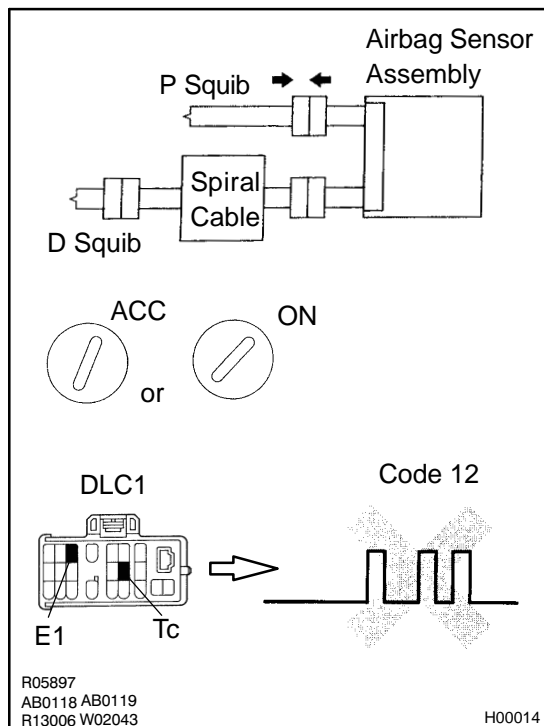 Airbag Sensor
Assembly
P Squib
Spiral
Cable
D Squib
ACC
ON
or
DLC1
Code 12
E1
Tc
R05897
AB0118 AB0119
R13006 W02043
H00014